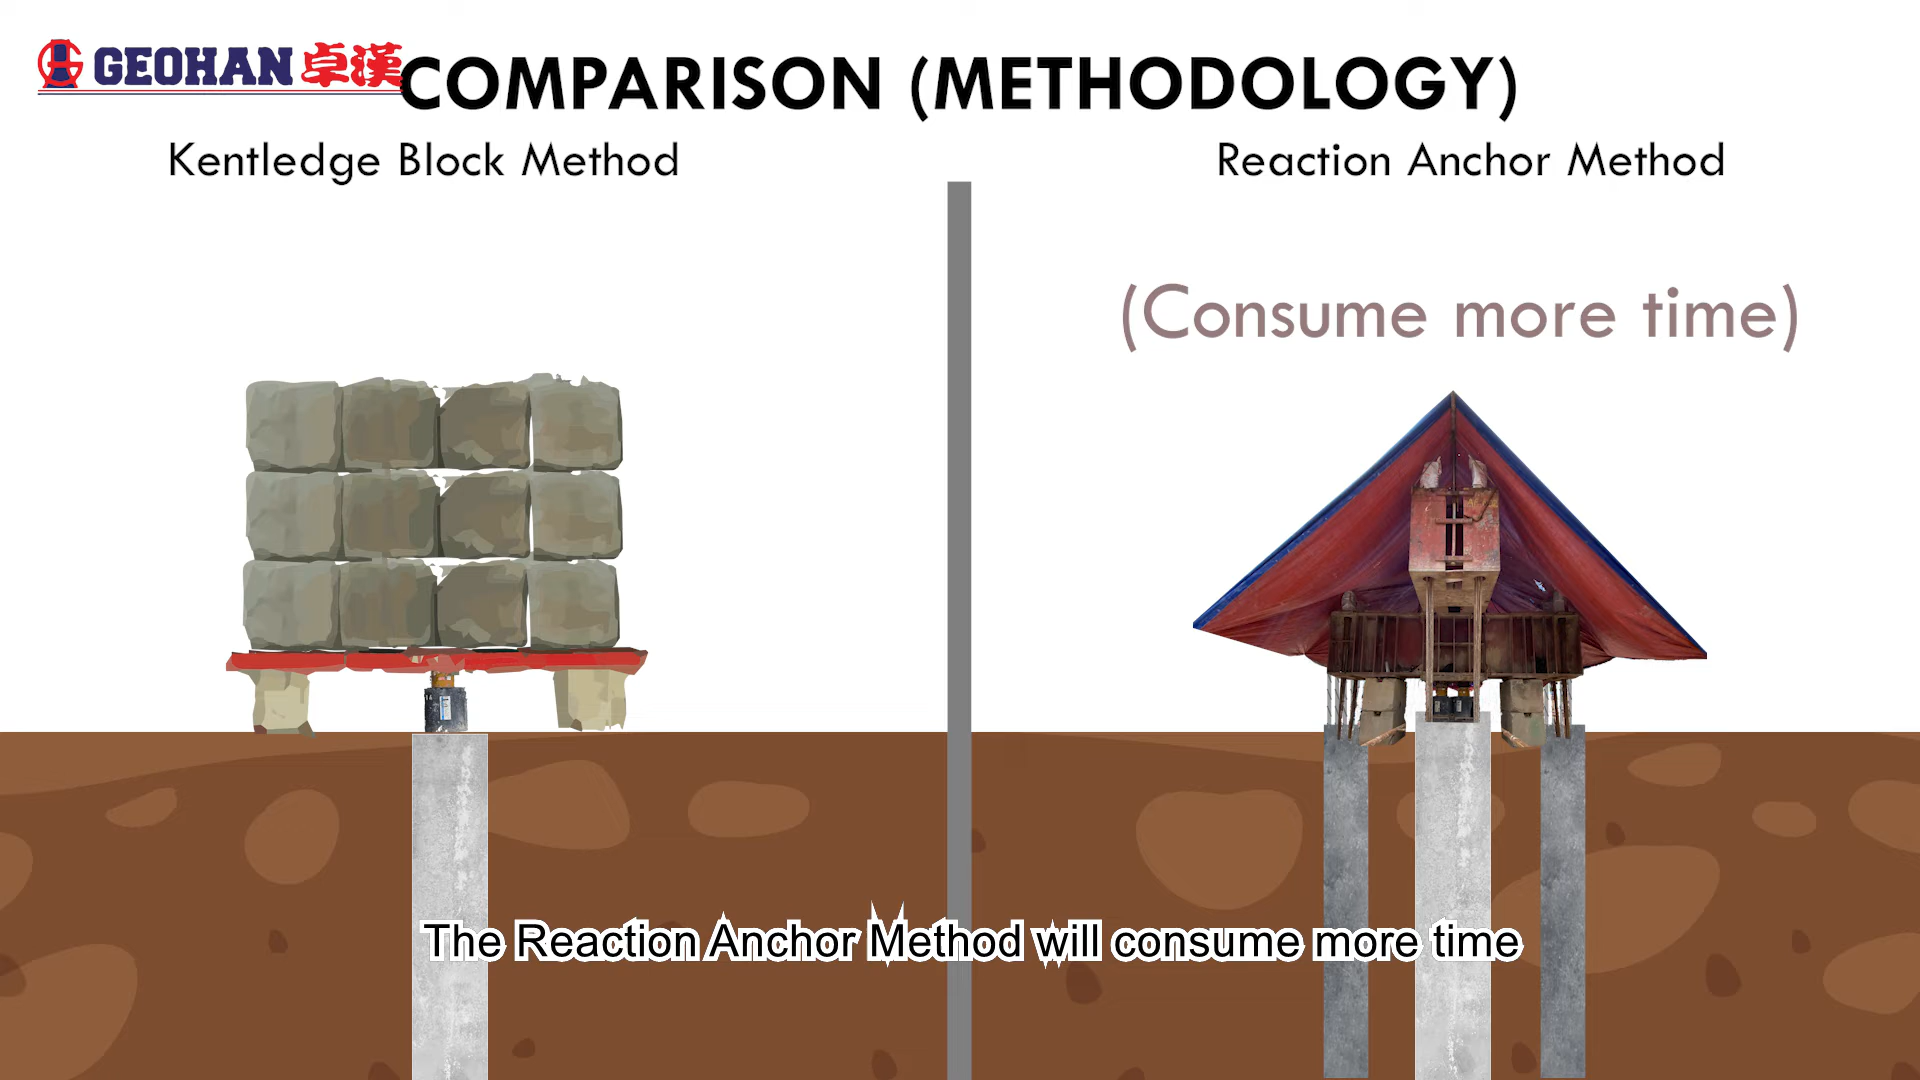 GEOHAN 卓漢
COMPARISON (METHODOLOGY)
Kentledge Block Method
Reaction Anchor Method
(Consume more time)
The Reaction Anchor Method will consume more time